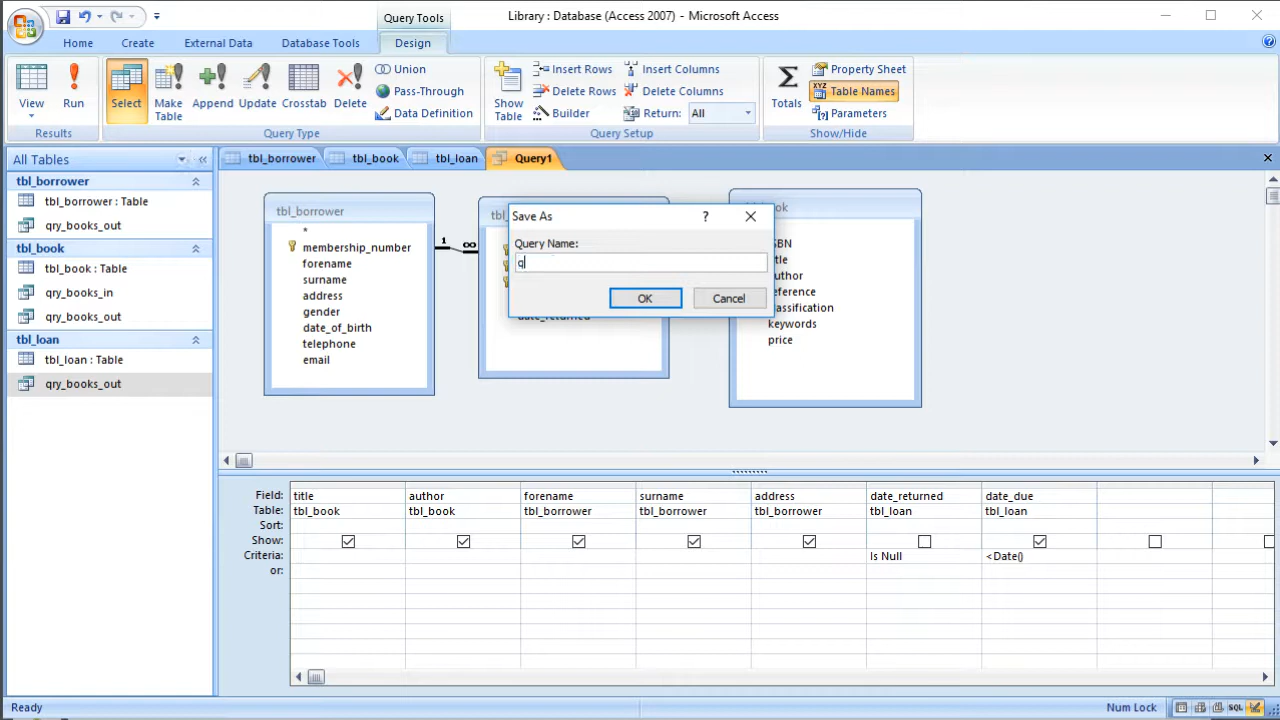 Query Tools
Library : Database (Access 2007) - Microsoft Access
Home
Create
External Data
Database Tools
Design
View
Run
Results
Select
Make Table
Append
Update
Crosstab
Delete
Union
Pass-Through
Data Definition
Query Type
Show Table
Insert Rows
Delete Rows
Builder
Insert Columns
Delete Columns
Return: All
Query Setup
Σ
Totals
Property Sheet
XYZ Table Names
[?] Parameters
Show/Hide
All Tables
tbl_borrower
tbl_book
tbl_loan
Query1
tbl_borrower
tbl_borrower : Table
qry_books_out
tbl_book
tbl_book : Table
qry_books_in
qry_books_out
tbl_loan
tbl_loan : Table
qry_books_out
tbl_borrower
*
membership_number
forename
surname
address
gender
date_of_birth
telephone
email
1
∞
Save As
?
Query Name:
q
OK
Cancel
keywords
price
Field: title author forename surname address date_returned date_due
Table: tbl_book tbl_book tbl_borrower tbl_borrower tbl_borrower tbl_loan tbl_loan
Sort:
Show:
Criteria: Is Null <Date()
or:
Ready
Num Lock
SQL